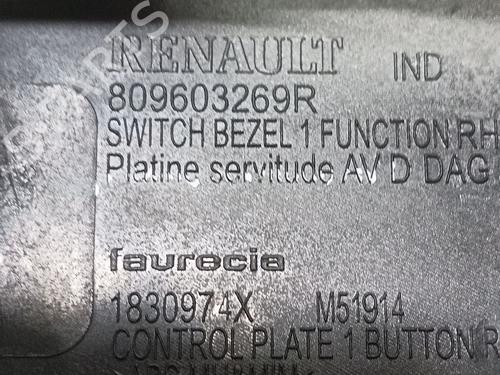 RENAULT IND
809603269R
SWITCH BEZEL 1 FUNCTION RH
Platine servitude AV D DAG
faurecia
1830974X M51914
CONTROL PLATE 1 BUTTON R